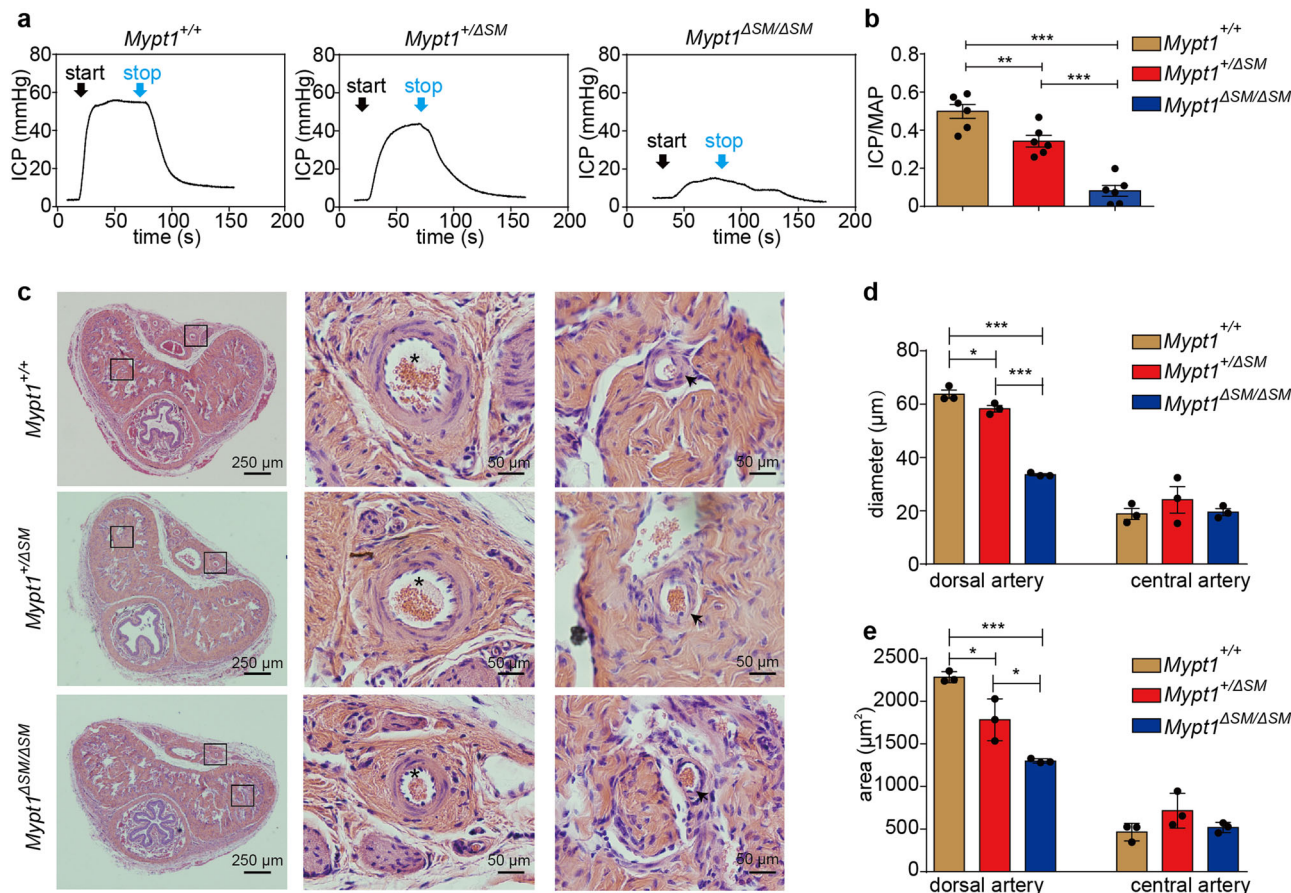 a
Mypt1+/+
Mypt1+/ΔSM
Mypt1ΔSM/ΔSM
ICP (mmHg)
80
60
40
20
0
start
stop
0 50 100 150 200
time (s)
ICP (mmHg)
80
60
40
20
0
start
stop
0 50 100 150 200
time (s)
ICP (mmHg)
80
60
40
20
0
start
stop
0 50 100 150 200
time (s)
b
ICP/MAP
0.8
0.6
0.4
0.2
0
***
**
***
Mypt1+/+
Mypt1+/ΔSM
Mypt1ΔSM/ΔSM
c
Mypt1+/+
250 µm
*
50 µm
50 µm
Mypt1+/ΔSM
250 µm
*
50 µm
50 µm
Mypt1ΔSM/ΔSM
250 µm
*
50 µm
50 µm
d
diameter (µm)
80
60
40
20
0
***
*
***
Mypt1+/+
Mypt1+/ΔSM
Mypt1ΔSM/ΔSM
dorsal artery
central artery
e
area (µm²)
2500
2000
1500
1000
500
0
***
*
*
Mypt1+/+
Mypt1+/ΔSM
Mypt1ΔSM/ΔSM
dorsal artery
central artery